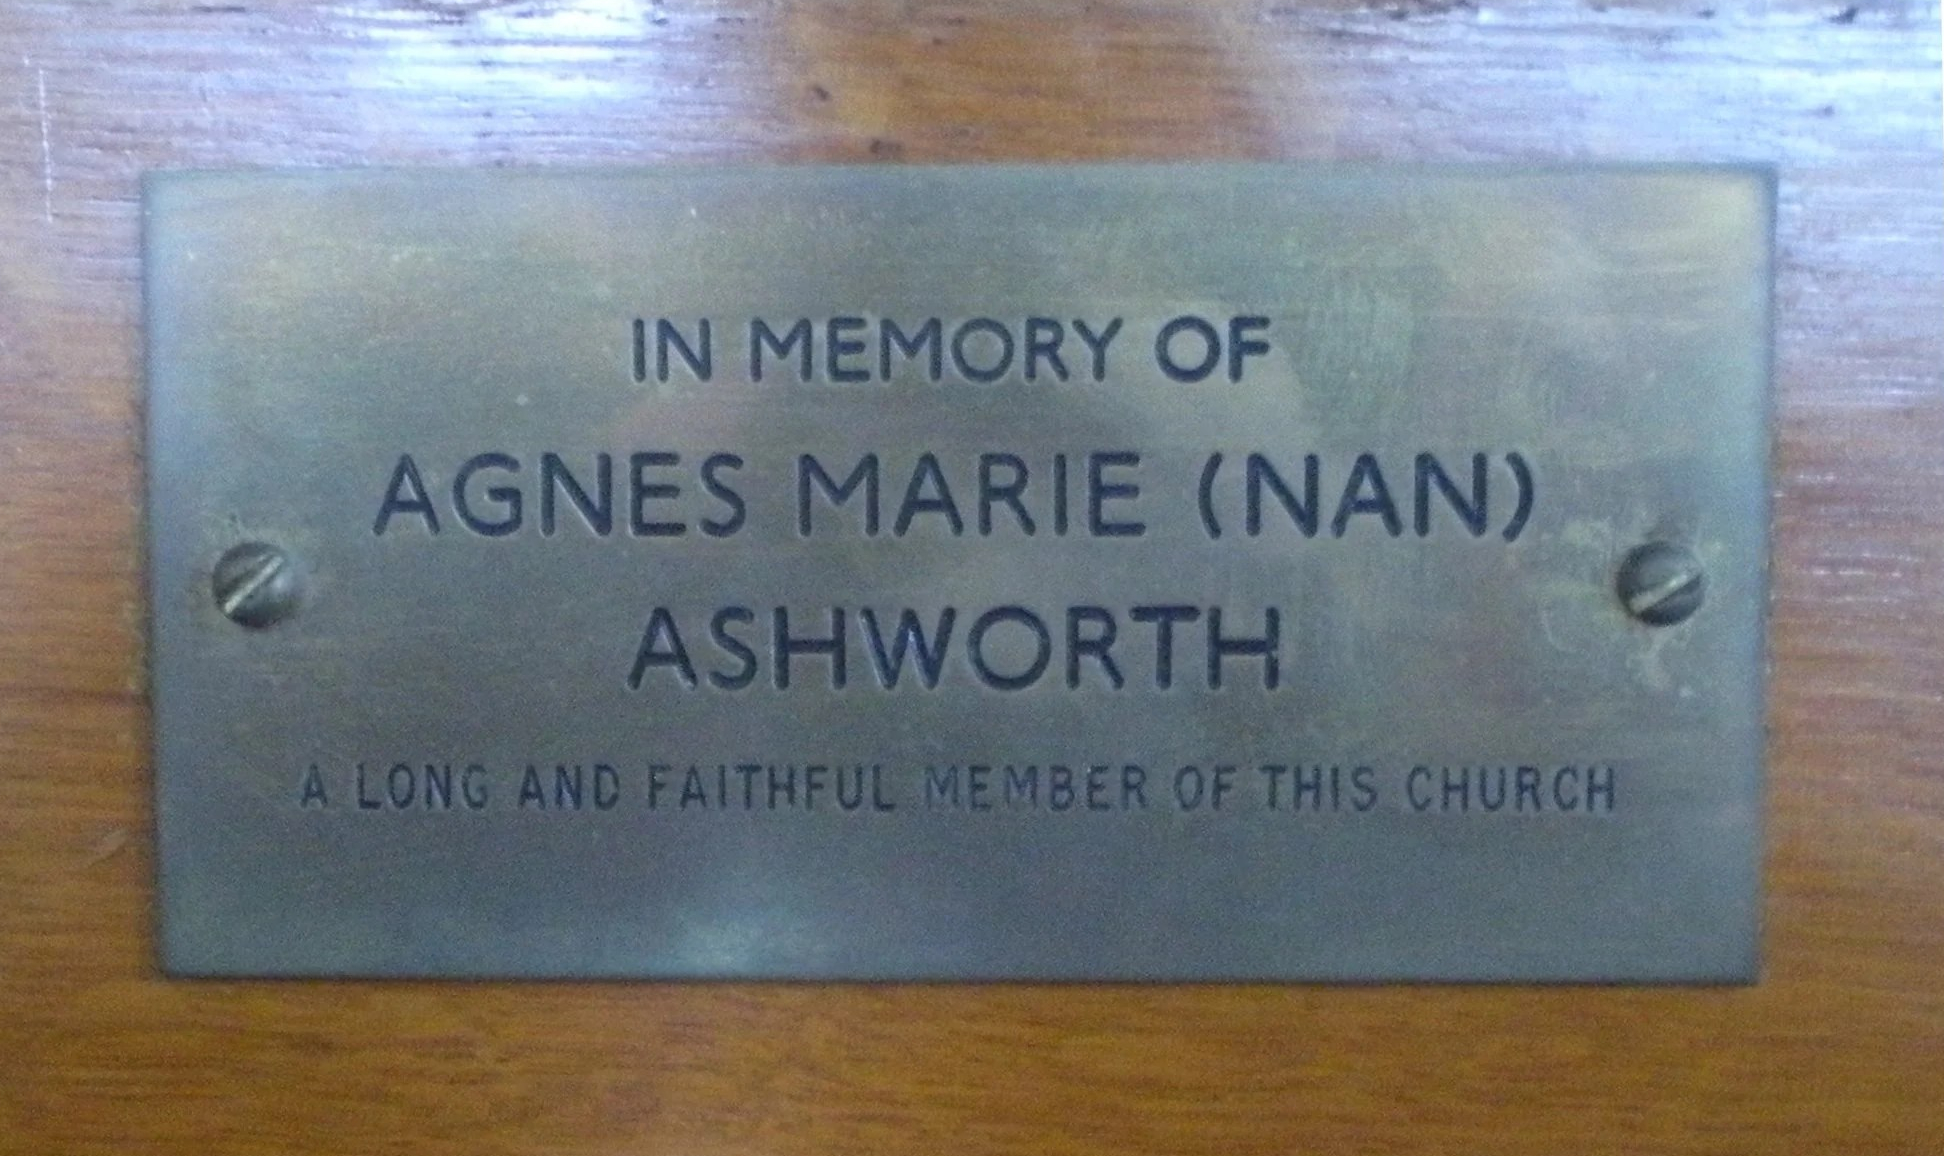 IN MEMORY OF
AGNES MARIE (NAN)
ASHWORTH
A LONG AND FAITHFUL MEMBER OF THIS CHURCH